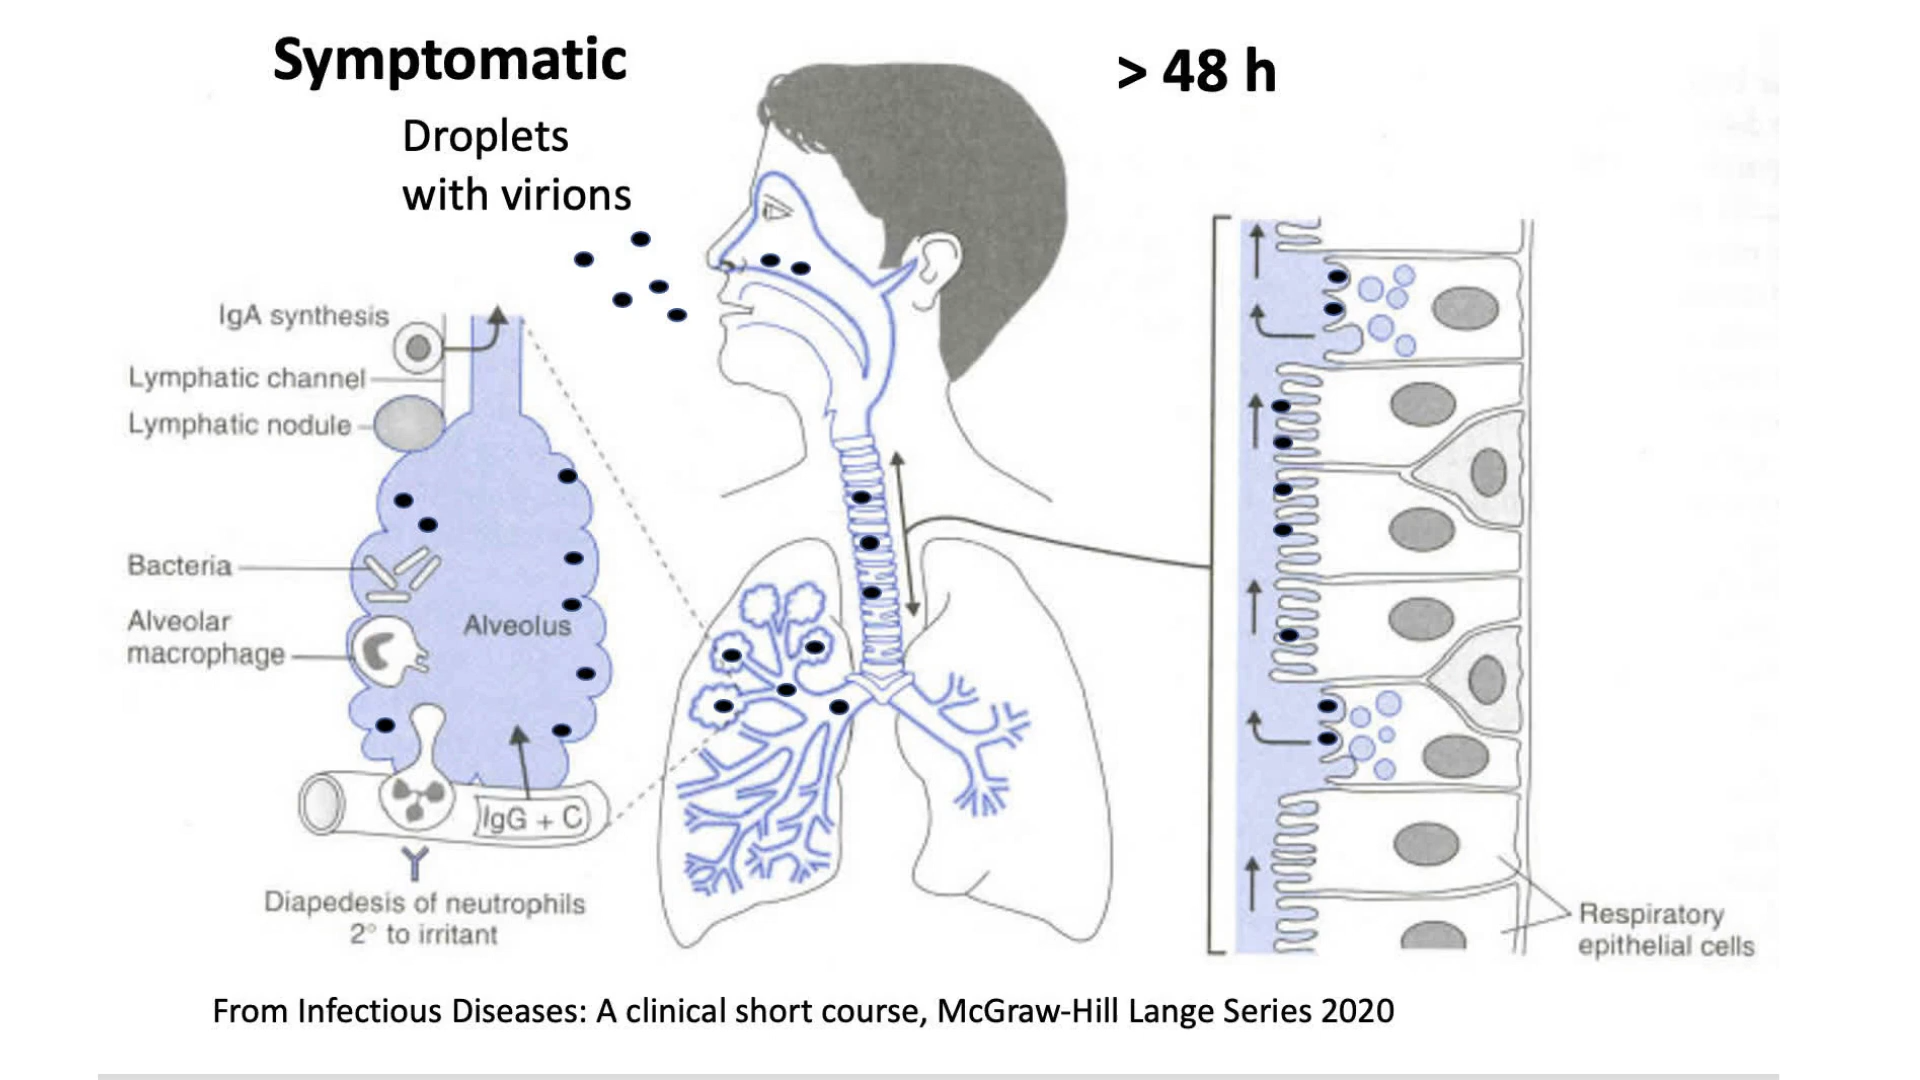 Symptomatic
> 48 h
Droplets
with virions
IgA synthesis
Lymphatic channel
Lymphatic nodule
Bacteria
Alveolar
macrophage
Alveolus
IgG + C
Diapedesis of neutrophils
2° to irritant
Respiratory
epithelial cells
From Infectious Diseases: A clinical short course, McGraw-Hill Lange Series 2020